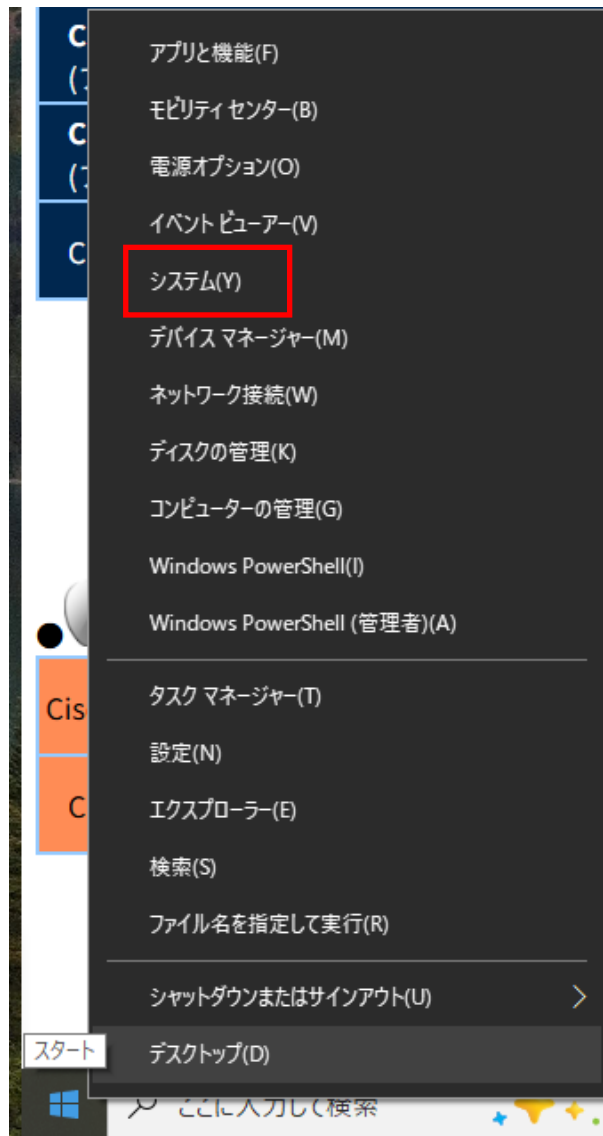 アプリと機能(F)
モビリティ センター(B)
電源オプション(O)
イベント ビューアー(V)
システム(Y)
デバイス マネージャー(M)
ネットワーク接続(W)
ディスクの管理(K)
コンピューターの管理(G)
Windows PowerShell(I)
Windows PowerShell (管理者)(A)
Cis
タスク マネージャー(T)
設定(N)
C
エクスプローラー(E)
検索(S)
ファイル名を指定して実行(R)
シャットダウンまたはサインアウト(U)
スタート
デスクトップ(D)
ここに入力して検索